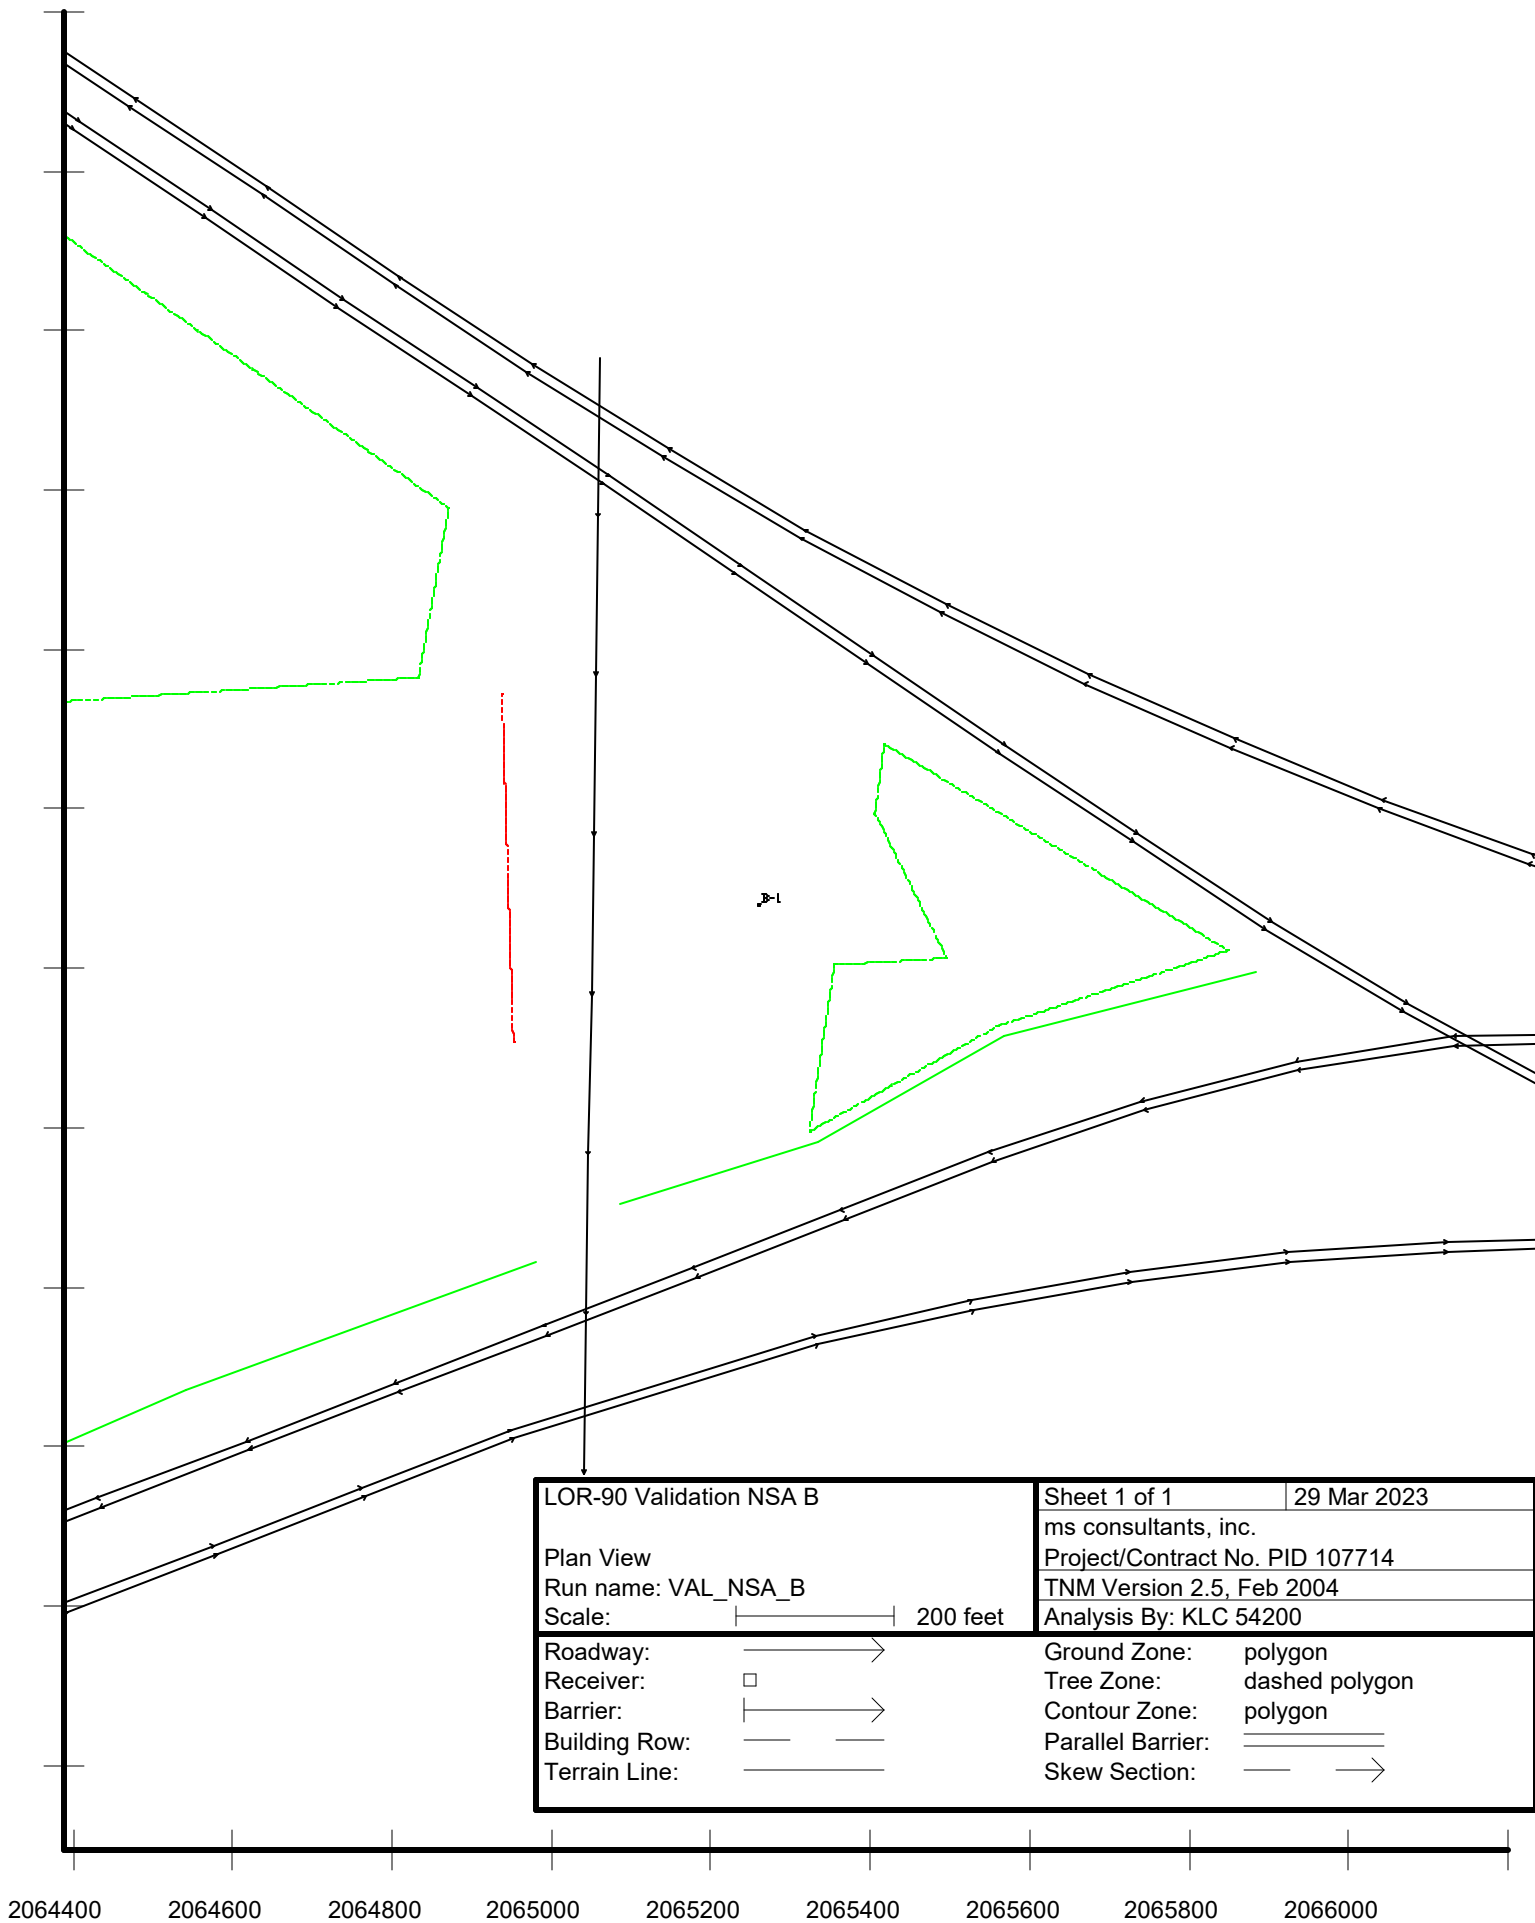 B-1
LOR-90 Validation NSA B
Sheet 1 of 1
29 Mar 2023
ms consultants, inc.
Plan View
Project/Contract No. PID 107714
Run name: VAL_NSA_B
TNM Version 2.5, Feb 2004
Scale:
200 feet
Analysis By: KLC 54200
Roadway:
Ground Zone: polygon
Receiver:
Tree Zone: dashed polygon
Barrier:
Contour Zone: polygon
Building Row:
Parallel Barrier:
Terrain Line:
Skew Section:
2064400 2064600 2064800 2065000 2065200 2065400 2065600 2065800 2066000